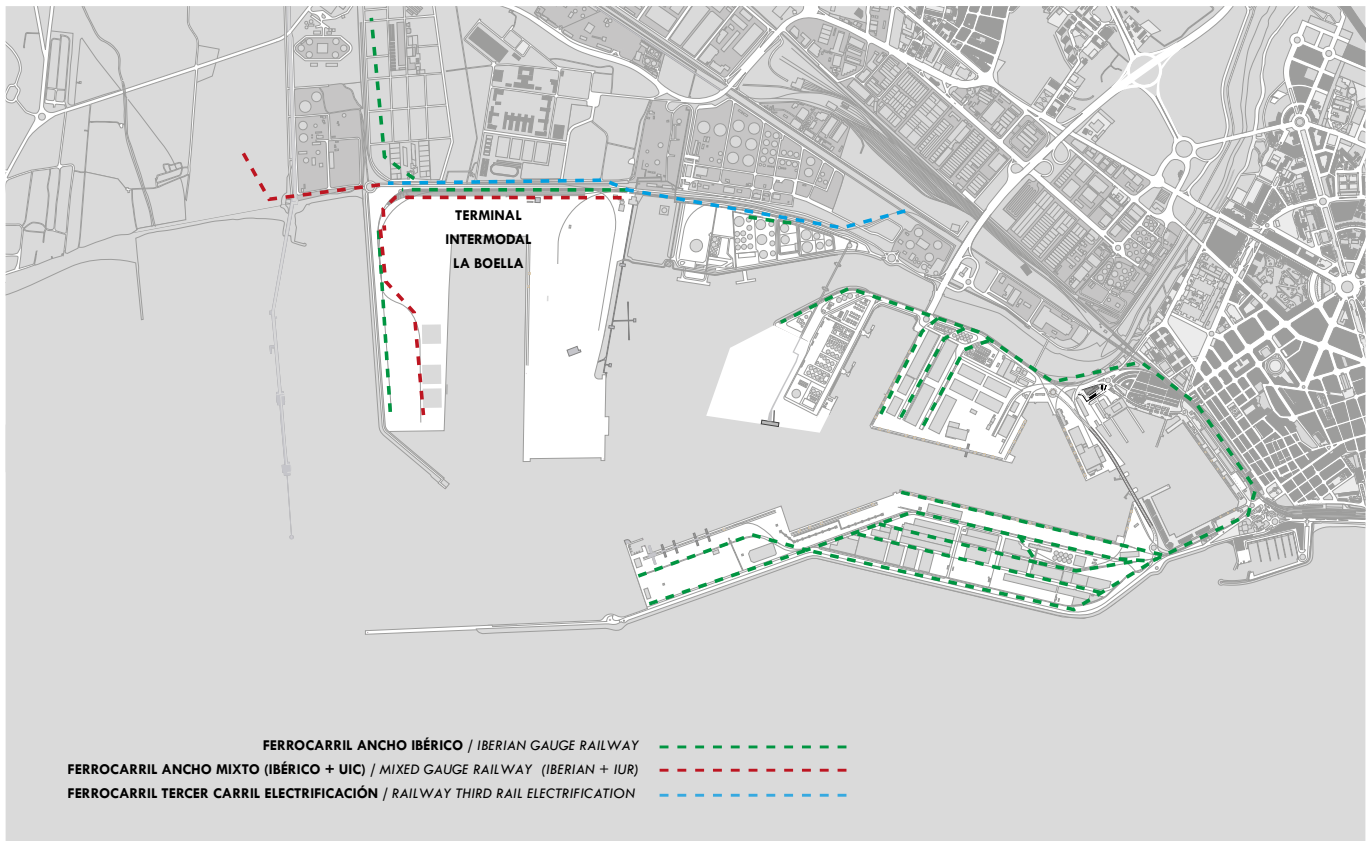 TERMINAL
INTERMODAL
LA BOELLA
FERROCARRIL ANCHO IBÉRICO / IBERIAN GAUGE RAILWAY
FERROCARRIL ANCHO MIXTO (IBÉRICO + UIC) / MIXED GAUGE RAILWAY (IBERIAN + IUR)
FERROCARRIL TERCER CARRIL ELECTRIFICACIÓN / RAILWAY THIRD RAIL ELECTRIFICATION